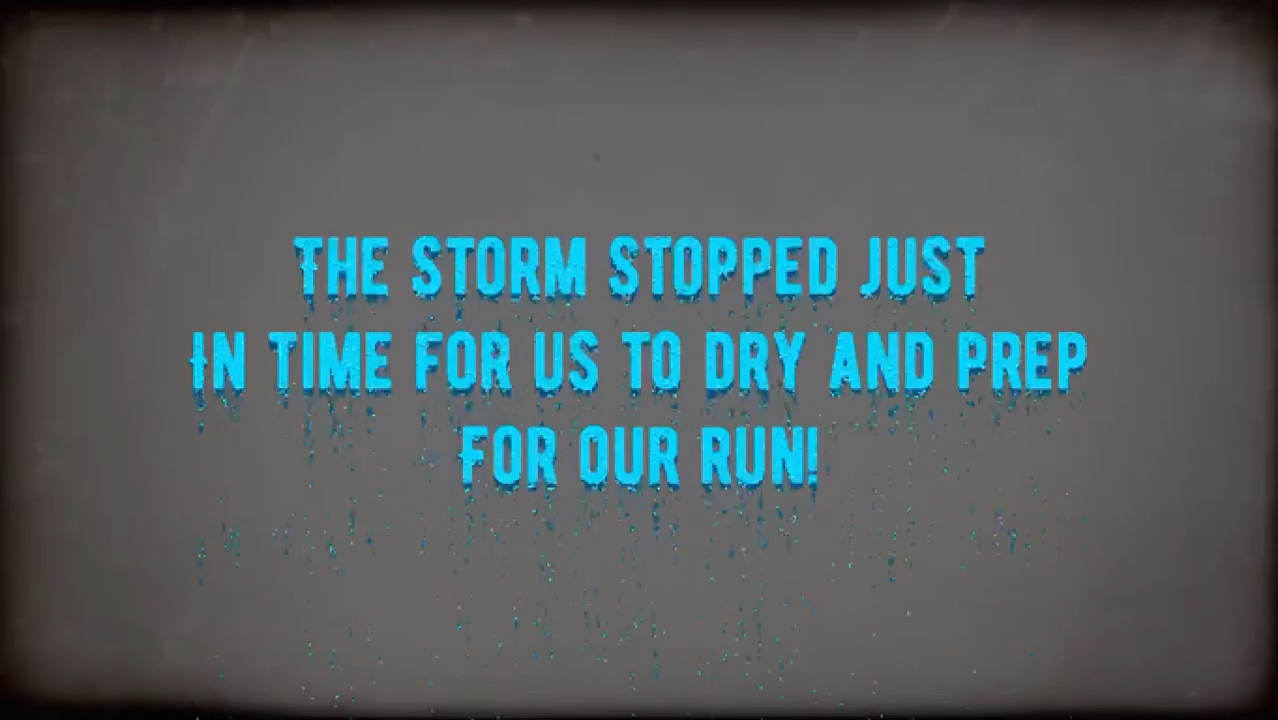 THE STORM STOPPED JUST
IN TIME FOR US TO DRY AND PREP
FOR OUR RUN!